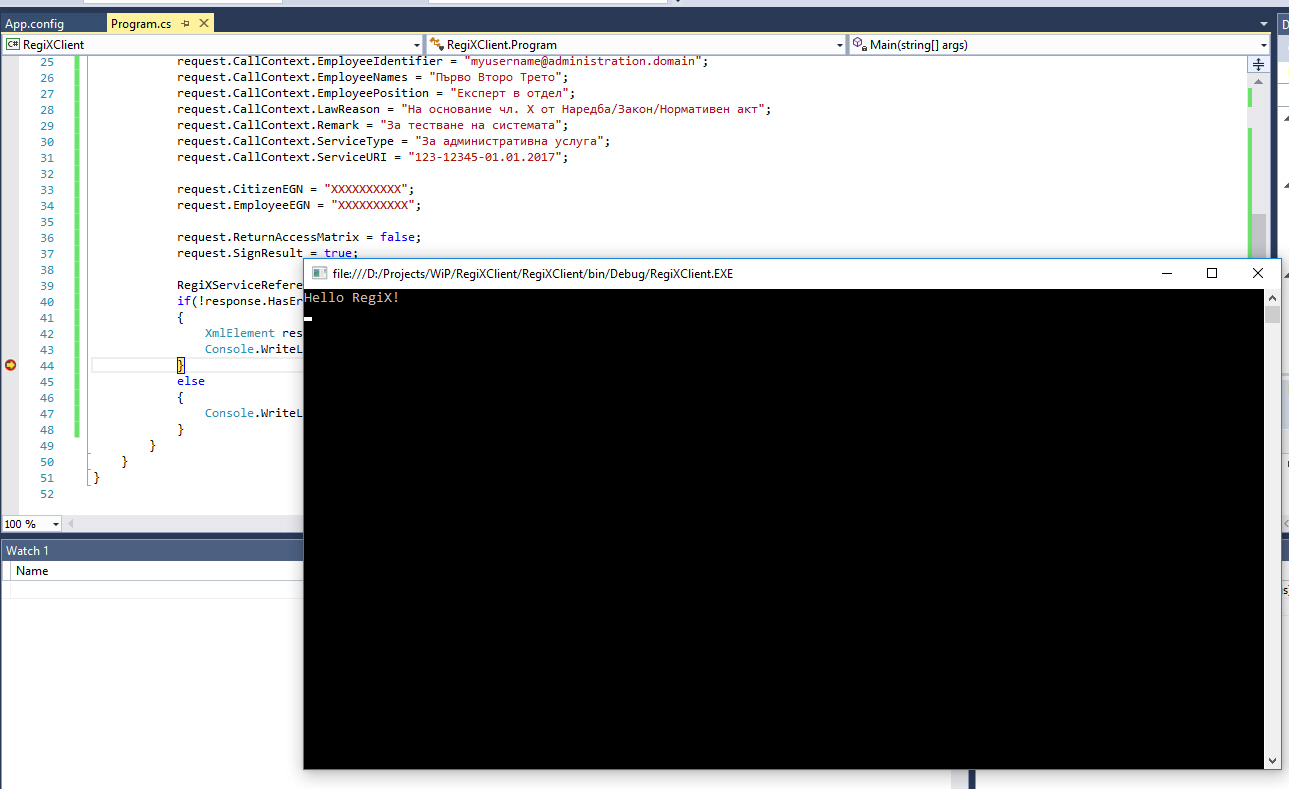 App.config
Program.cs
D
C# RegiXClient
RegiXClient.Program
Main(string[] args)
25 request.CallContext.EmployeeIdentifier = "myusername@administration.domain";
26 request.CallContext.EmployeeNames = "Първо Второ Трето";
27 request.CallContext.EmployeePosition = "Експерт в отдел";
28 request.CallContext.LawReason = "На основание чл. X от Наредба/Закон/Нормативен акт";
29 request.CallContext.Remark = "За тестване на системата";
30 request.CallContext.ServiceType = "За административна услуга";
31 request.CallContext.ServiceURI = "123-12345-01.01.2017";
32
33 request.CitizenEGN = "XXXXXXXXXX";
34 request.EmployeeEGN = "XXXXXXXXXX";
35
36 request.ReturnAccessMatrix = false;
37 request.SignResult = true;
38
39 RegiXServiceRefere
40 if(!response.HasEr
41 {
42 XmlElement res
43 Console.WriteL
44 }
45 else
46 {
47 Console.WriteL
48 }
49 }
50 }
51 }
52
file:///D:/Projects/WiP/RegiXClient/RegiXClient/bin/Debug/RegiXClient.EXE
Hello RegiX!
100 %
Watch 1
Name